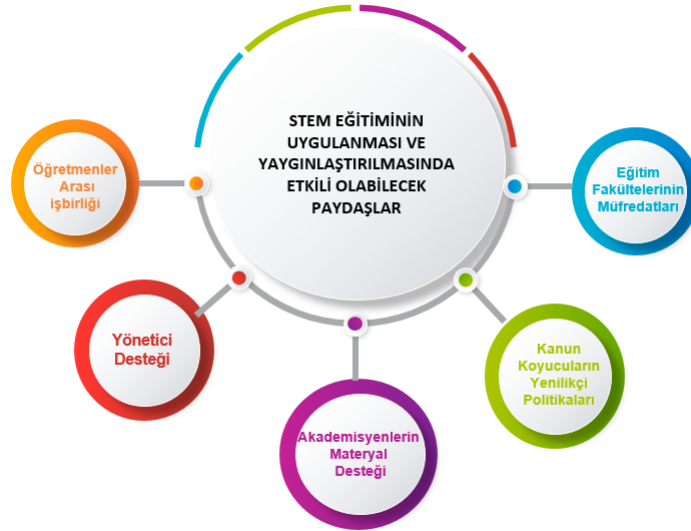 STEM EĞİTİMİNİN
UYGULANMASI VE
YAYGINLAŞTIRILMASINDA
ETKİLİ OLABİLECEK
PAYDAŞLAR
Öğretmenler
Arası
işbirliği
Yönetici
Desteği
Akademisyenlerin
Materyal
Desteği
Kanun
Koyucuların
Yenilikçi
Politikaları
Eğitim
Fakültelerinin
Müfredatları